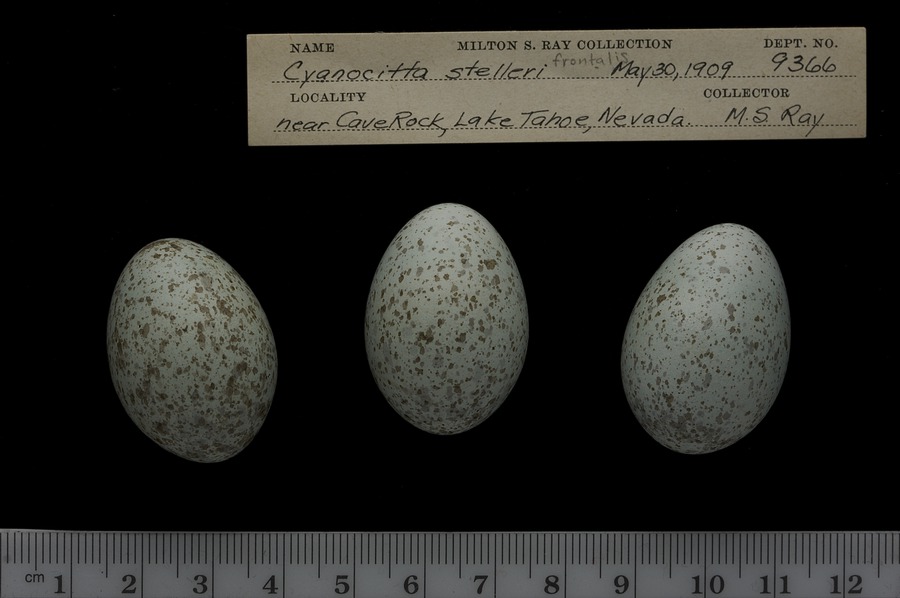 NAME MILTON S. RAY COLLECTION DEPT. NO.
Cyanocitta stelleri frontalis May 30, 1909 9366
LOCALITY COLLECTOR
near Cave Rock, Lake Tahoe, Nevada. M.S. Ray
cm 1 2 3 4 5 6 7 8 9 10 11 12